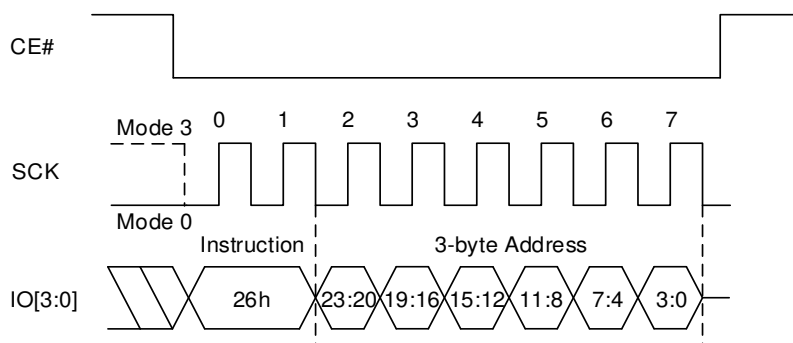 CE#
Mode 3 0 1 2 3 4 5 6 7
SCK
Mode 0
Instruction 3-byte Address
IO[3:0] 26h 23:20 19:16 15:12 11:8 7:4 3:0